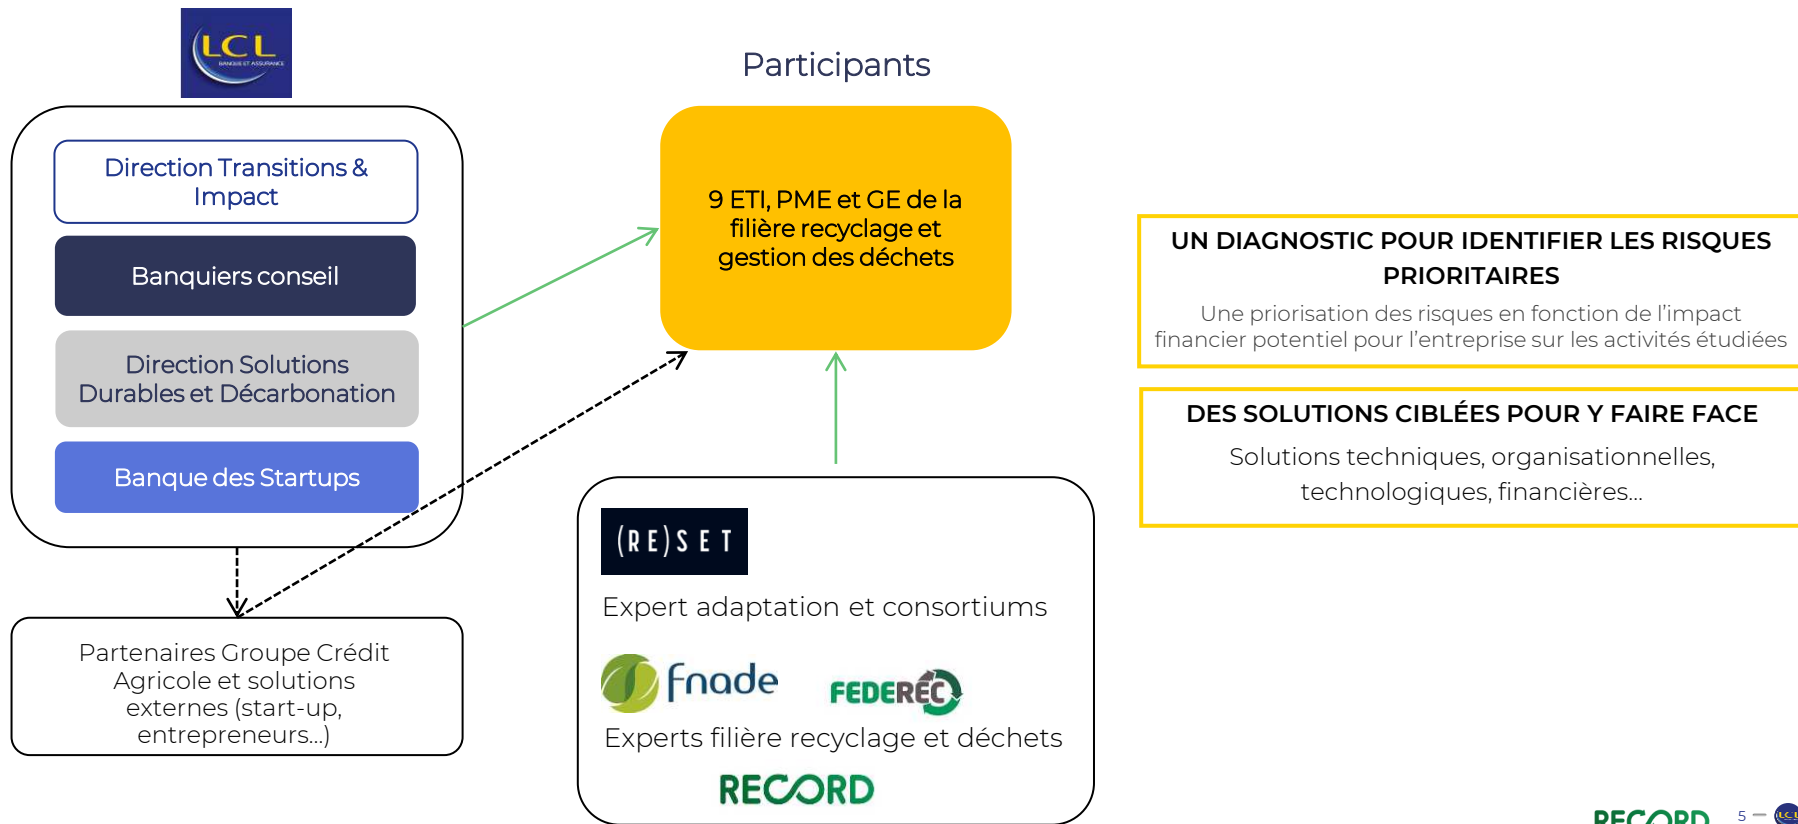 LCL
BANQUE ET ASSURANCE
Direction Transitions &
Impact
Banquiers conseil
Direction Solutions
Durables et Décarbonation
Banque des Startups
Partenaires Groupe Crédit
Agricole et solutions
externes (start-up,
entrepreneurs...)
Participants
9 ETI, PME et GE de la
filière recyclage et
gestion des déchets
(RE)SET
Expert adaptation et consortiums
fnade
FEDEREC
Experts filière recyclage et déchets
RECORD
UN DIAGNOSTIC POUR IDENTIFIER LES RISQUES
PRIORITAIRES
Une priorisation des risques en fonction de l’impact
financier potentiel pour l’entreprise sur les activités étudiées
DES SOLUTIONS CIBLÉES POUR Y FAIRE FACE
Solutions techniques, organisationnelles,
technologiques, financières...
RECORD
5 —
LCL